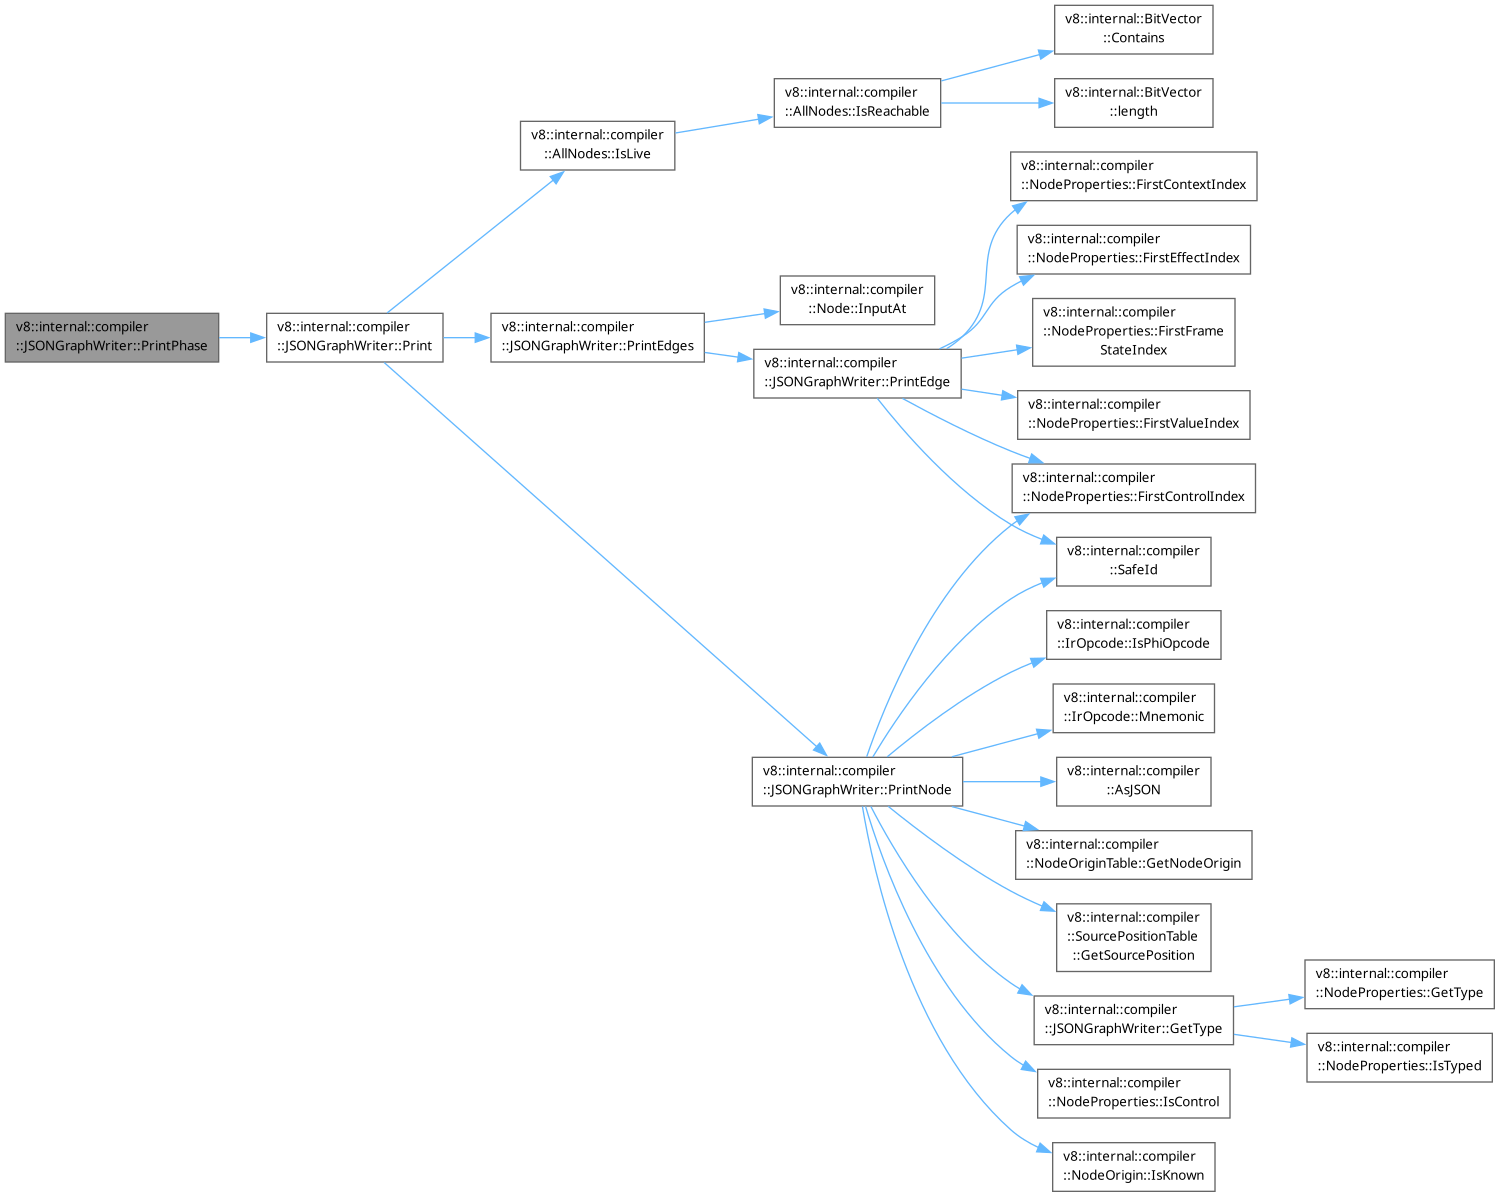 v8::internal::compiler
::JSONGraphWriter::PrintPhase
v8::internal::compiler
::JSONGraphWriter::Print
v8::internal::compiler
::AllNodes::IsLive
v8::internal::compiler
::AllNodes::IsReachable
v8::internal::BitVector
::Contains
v8::internal::BitVector
::length
v8::internal::compiler
::JSONGraphWriter::PrintEdges
v8::internal::compiler
::Node::InputAt
v8::internal::compiler
::JSONGraphWriter::PrintEdge
v8::internal::compiler
::NodeProperties::FirstContextIndex
v8::internal::compiler
::NodeProperties::FirstEffectIndex
v8::internal::compiler
::NodeProperties::FirstFrame
StateIndex
v8::internal::compiler
::NodeProperties::FirstValueIndex
v8::internal::compiler
::NodeProperties::FirstControlIndex
v8::internal::compiler
::SafeId
v8::internal::compiler
::JSONGraphWriter::PrintNode
v8::internal::compiler
::IrOpcode::IsPhiOpcode
v8::internal::compiler
::IrOpcode::Mnemonic
v8::internal::compiler
::AsJSON
v8::internal::compiler
::NodeOriginTable::GetNodeOrigin
v8::internal::compiler
::SourcePositionTable
::GetSourcePosition
v8::internal::compiler
::JSONGraphWriter::GetType
v8::internal::compiler
::NodeProperties::GetType
v8::internal::compiler
::NodeProperties::IsTyped
v8::internal::compiler
::NodeProperties::IsControl
v8::internal::compiler
::NodeOrigin::IsKnown